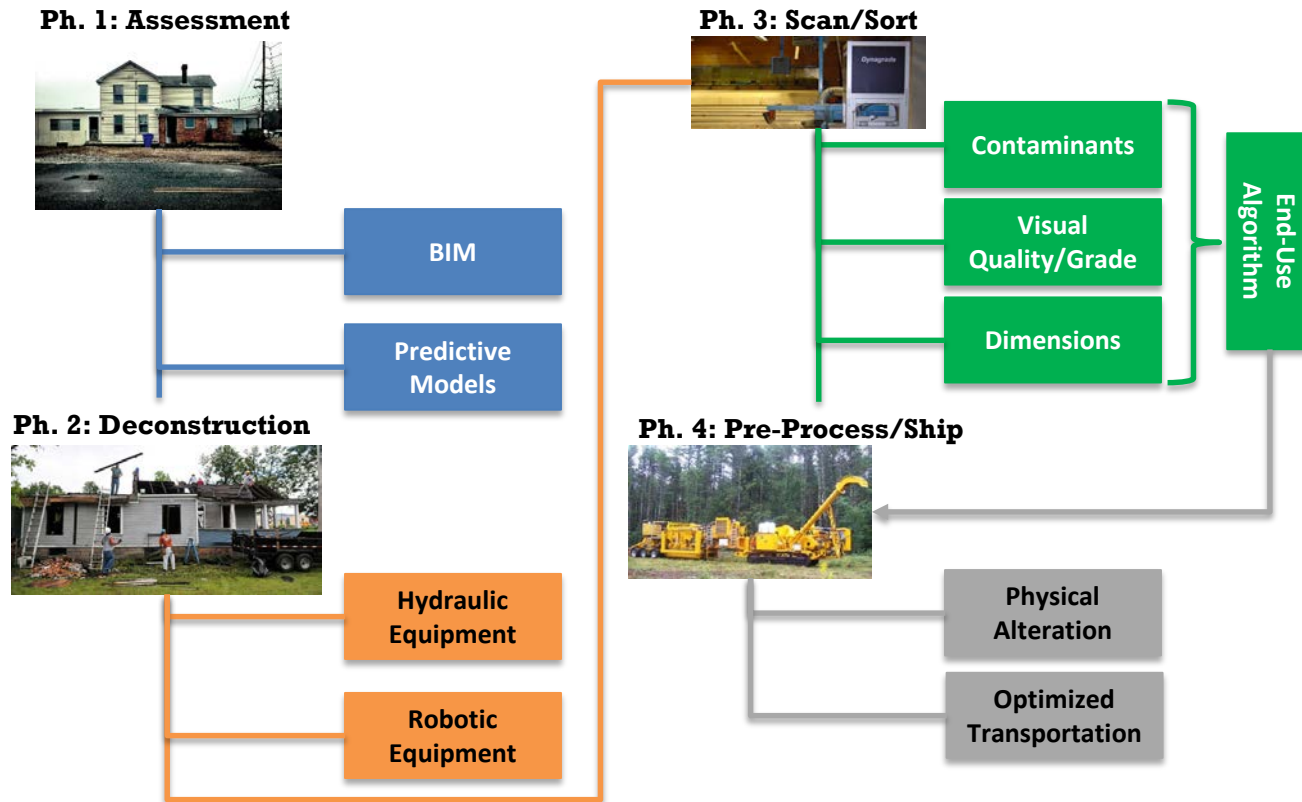 Ph. 1: Assessment
BIM
Predictive
Models
Ph. 2: Deconstruction
Hydraulic
Equipment
Robotic
Equipment
Ph. 3: Scan/Sort
Dynagrade
Contaminants
Visual
Quality/Grade
Dimensions
End-Use
Algorithm
Ph. 4: Pre-Process/Ship
Physical
Alteration
Optimized
Transportation